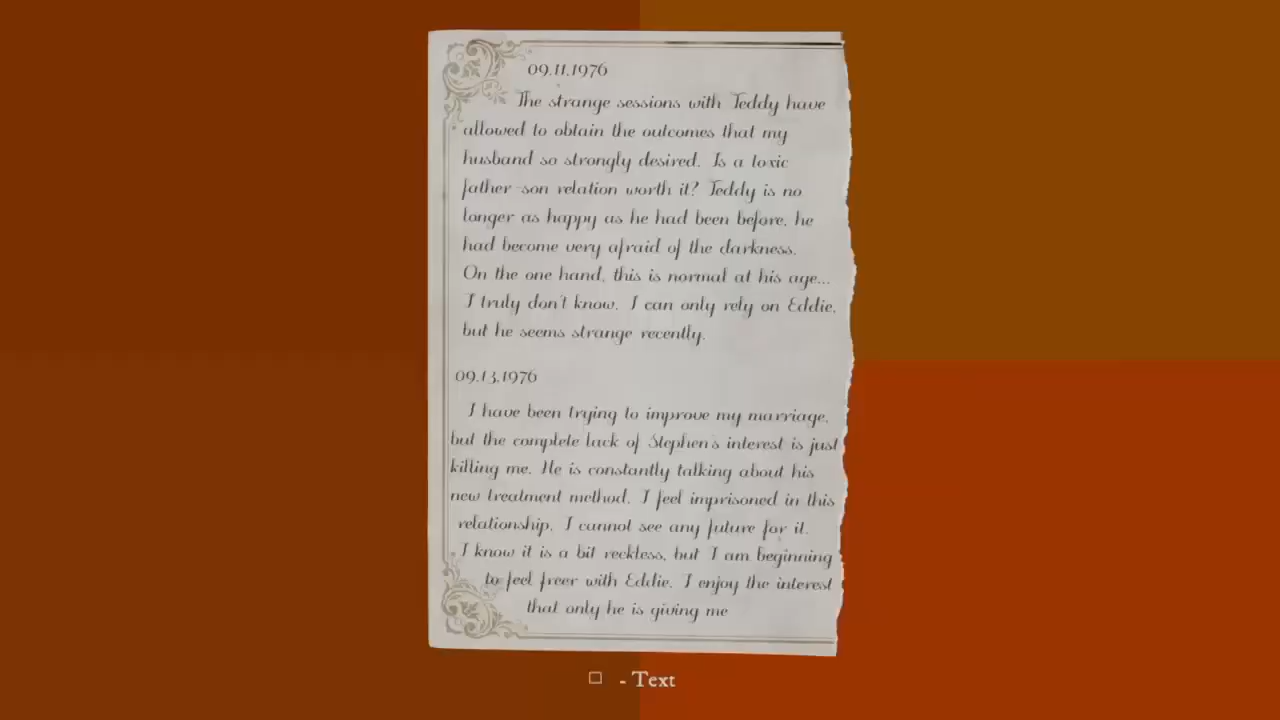 09.11.1976
The strange sessions with Teddy have
allowed to obtain the outcomes that my
husband so strongly desired. Is a toxic
father-son relation worth it? Teddy is no
longer as happy as he had been before, he
had become very afraid of the darkness.
On the one hand, this is normal at his age...
I truly don't know. I can only rely on Eddie,
but he seems strange recently.
09.13.1976
I have been trying to improve my marriage,
but the complete lack of Stephen's interest is just
killing me. He is constantly talking about his
new treatment method. I feel imprisoned in this
relationship. I cannot see any future for it.
I know it is a bit reckless, but I am beginning
to feel freer with Eddie. I enjoy the interest
that only he is giving me
□ - Text